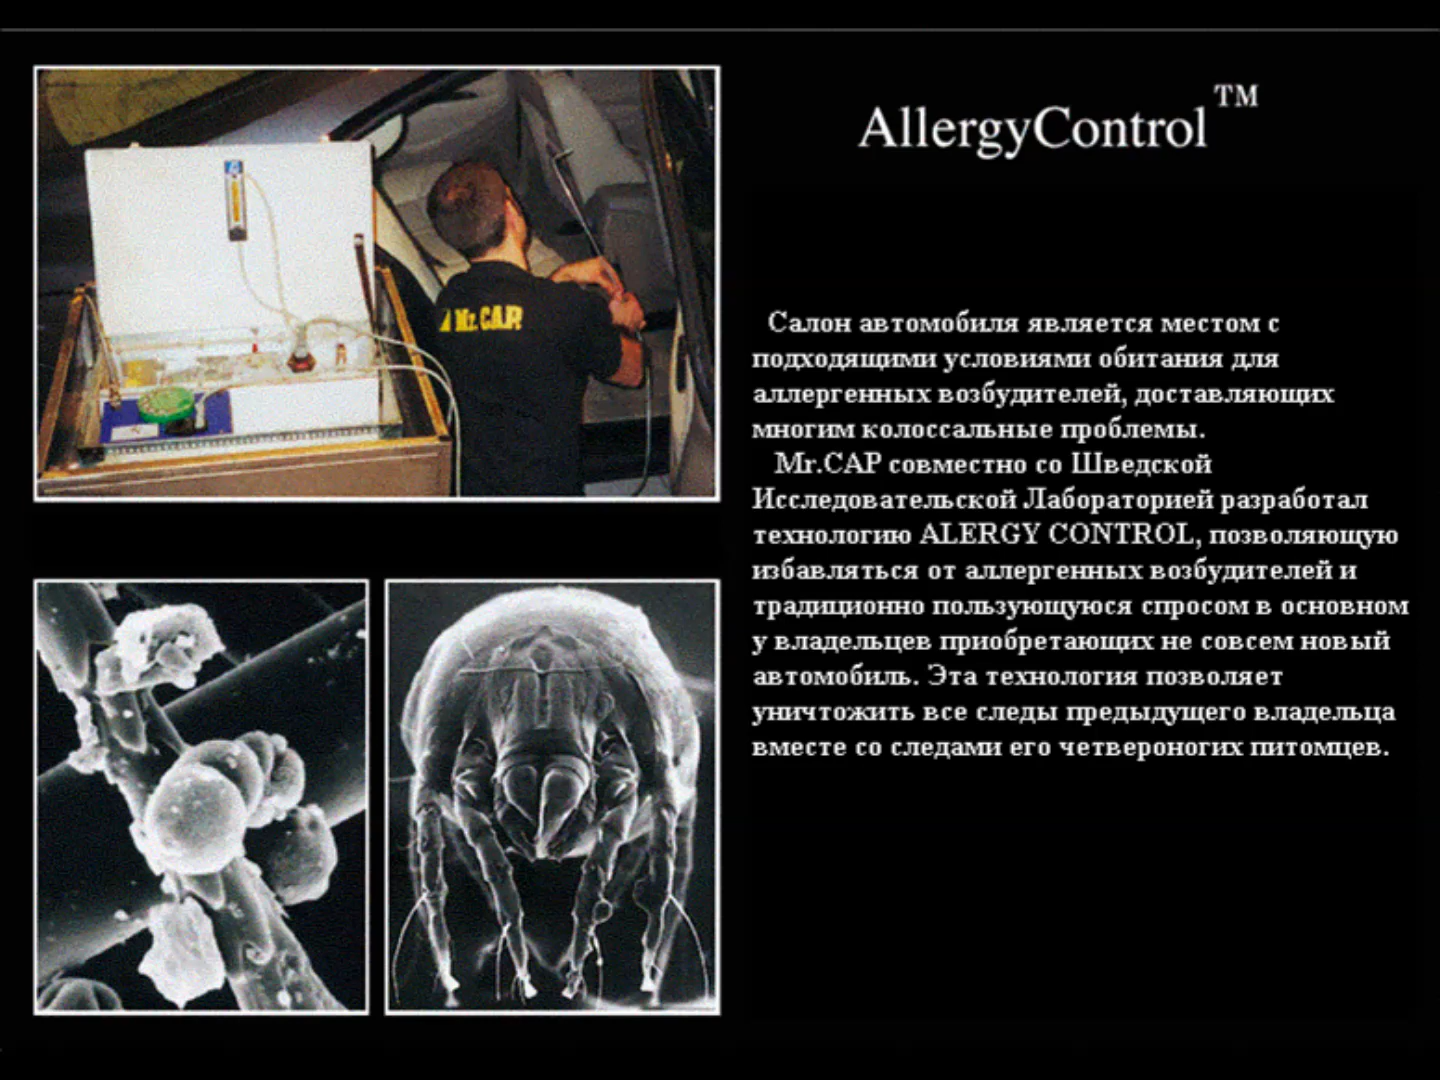 AllergyControl™
Mr.CAP
Салон автомобиля является местом с
подходящими условиями обитания для
аллергенных возбудителей, доставляющих
многим колоссальные проблемы.
Mr.CAP совместно со Шведской
Исследовательской Лабораторией разработал
технологию ALERGY CONTROL, позволяющую
избавляться от аллергенных возбудителей и
традиционно пользующуюся спросом в основном
у владельцев приобретающих не совсем новый
автомобиль. Эта технология позволяет
уничтожить все следы предыдущего владельца
вместе со следами его четвероногих питомцев.